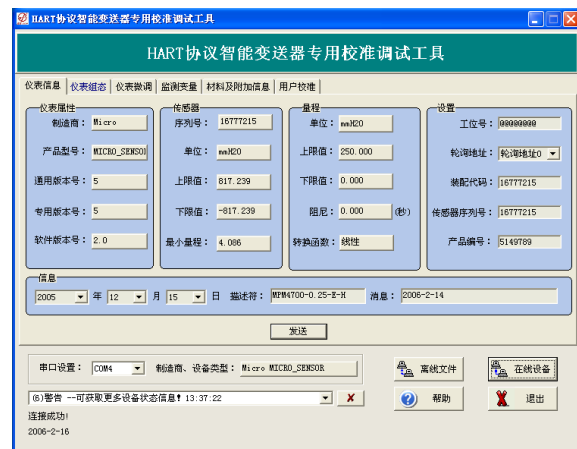 HART协议智能变送器专用校准调试工具
HART协议智能变送器专用校准调试工具
仪表信息 仪表组态 仪表微调 监测变量 材料及附加信息 用户校准
仪表属性 传感器 量程 设置
制造商： Micro 序列号： 16777215 单位： mmH2O 工位号： @@@@@@@@
产品型号： MICRO_SENSO 单位： mmH2O 上限值： 250.000 轮询地址： 轮询地址0
通用版本号： 5 上限值： 817.239 下限值： 0.000 装配代码： 16777215
专用版本号： 5 下限值： -817.239 阻尼： 0.000 (秒) 传感器序列号： 16777215
软件版本号： 2.0 最小量程： 4.086 转换函数： 线性 产品编号： 5149789
信息
2005 年 12 月 15 日 描述符： MPM4700-0.25-E-H 消息： 2006-2-14
发送
串口设置： COM4 制造商、设备类型： Micro MICRO_SENSOR 离线文件 在线设备
(6)警告 --可获取更多设备状态信息! 13:37:22 X 帮助 退出
连接成功!
2006-2-16